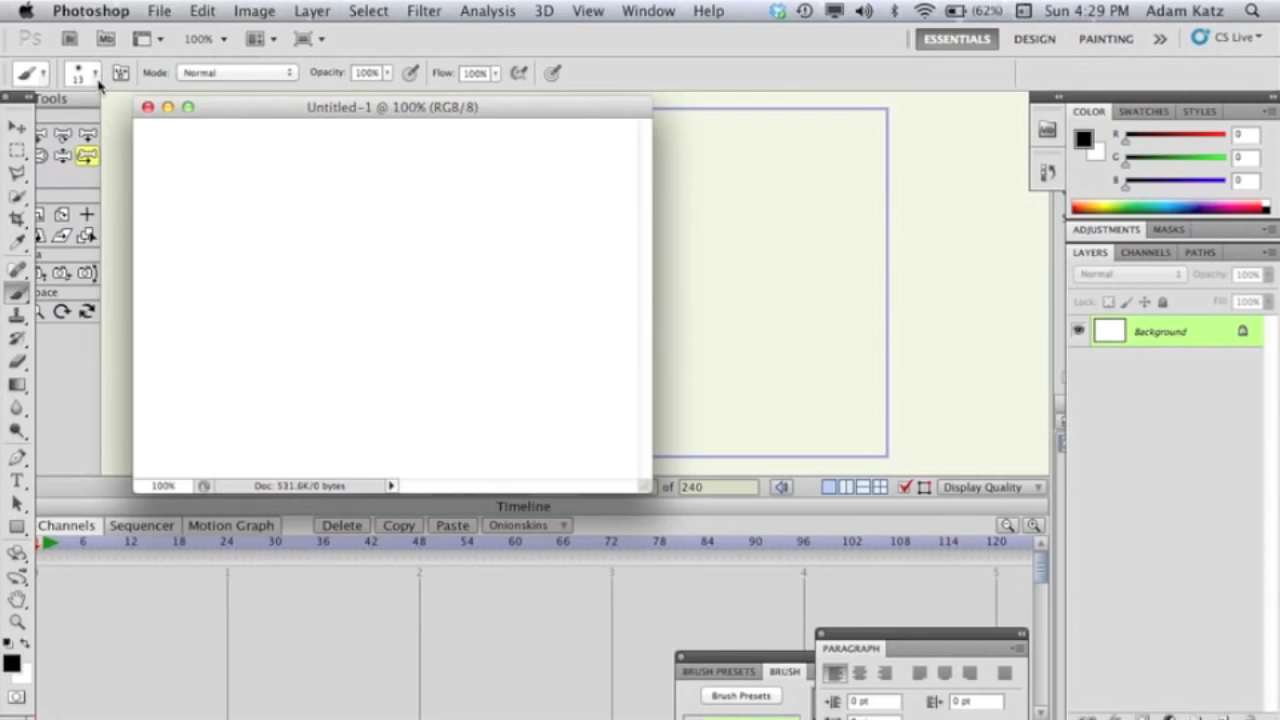 Photoshop File Edit Image Layer Select Filter Analysis 3D View Window Help (62%) Sun 4:29 PM Adam Katz
Ps Br Mb 100% ESSENTIALS DESIGN PAINTING CS Live
13 Mode: Normal Opacity: 100% Flow: 100%
Tools
Untitled-1 @ 100% (RGB/8)
COLOR SWATCHES STYLES
R 0
G 0
B 0
ADJUSTMENTS MASKS
LAYERS CHANNELS PATHS
Normal Opacity: 100%
Lock: Fill: 100%
Background
a
pace
T
100% Doc: 531.6K/0 bytes
of 240 Display Quality
Timeline
Channels Sequencer Motion Graph Delete Copy Paste Onionskins
6 12 18 24 30 36 42 48 54 60 66 72 78 84 90 96 102 108 114 120
1 2 3 4 5
PARAGRAPH
BRUSH PRESETS BRUSH
Brush Presets
0 pt 0 pt